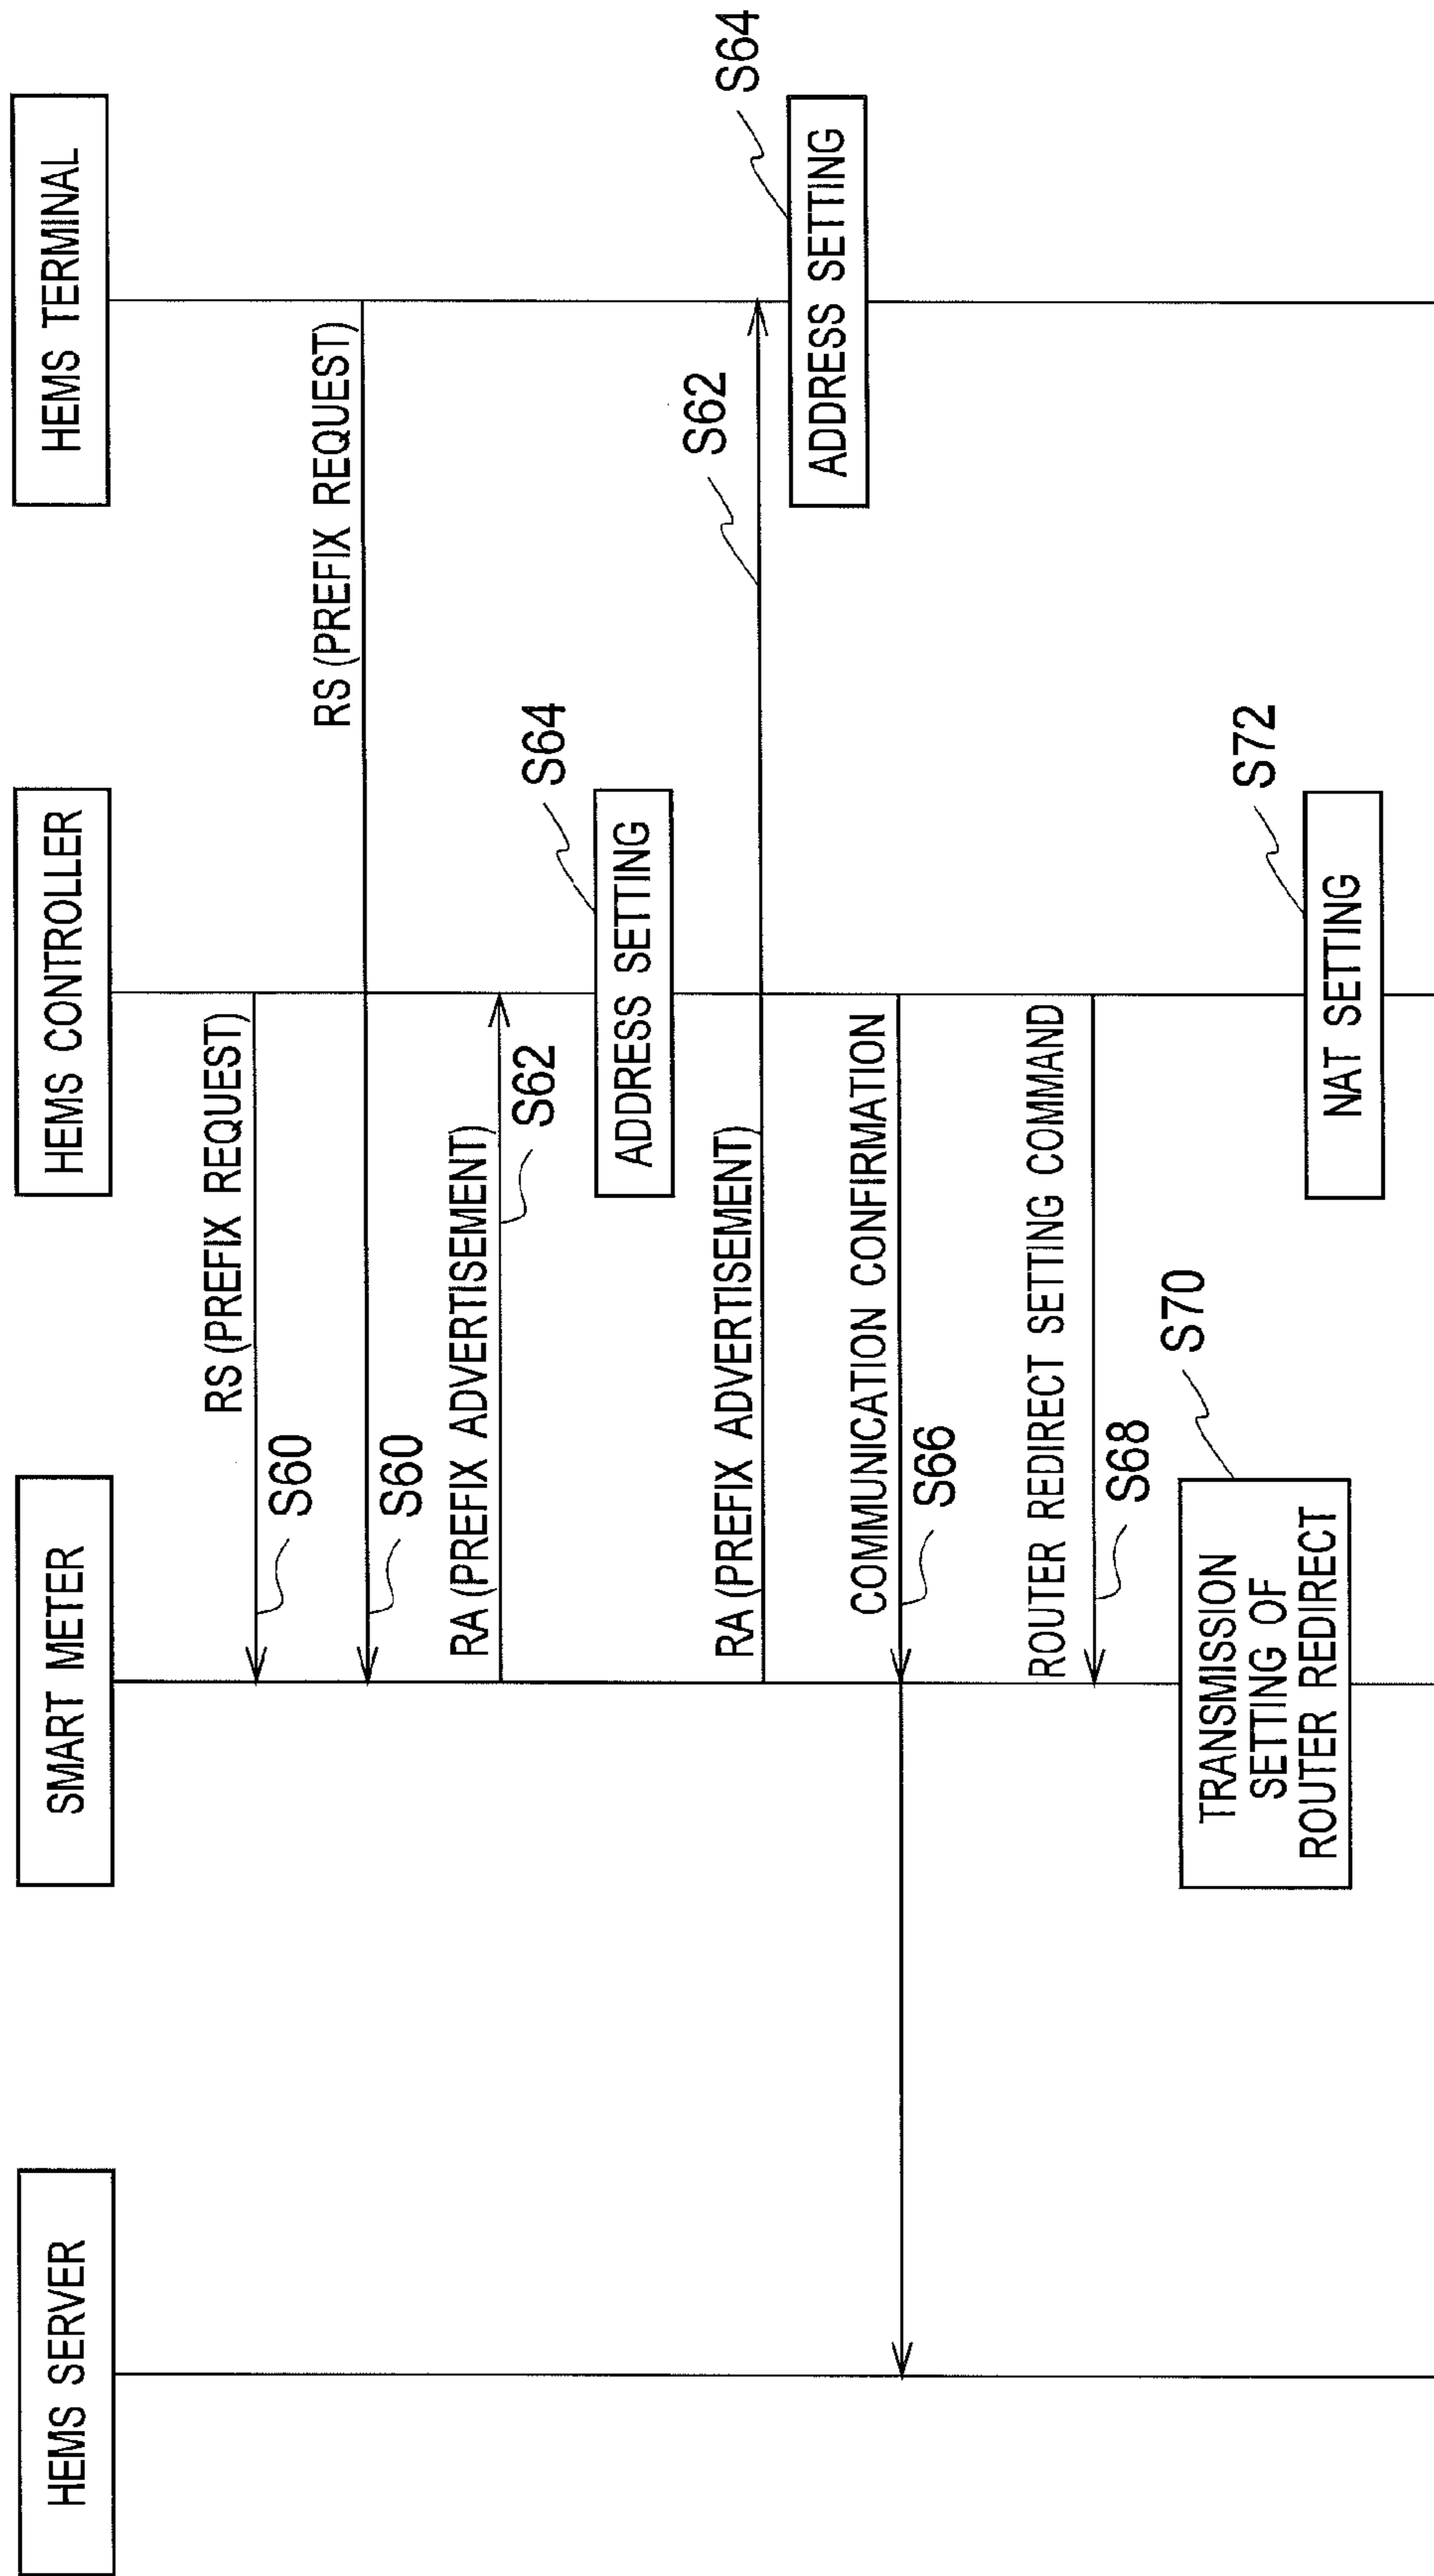 HEMS SERVER
SMART METER
HEMS CONTROLLER
HEMS TERMINAL
RS (PREFIX REQUEST)
S60
RS (PREFIX REQUEST)
S60
RA (PREFIX ADVERTISEMENT)
S62
S64
ADDRESS SETTING
RA (PREFIX ADVERTISEMENT)
S62
S64
ADDRESS SETTING
COMMUNICATION CONFIRMATION
S66
ROUTER REDIRECT SETTING COMMAND
S68
S70
TRANSMISSION
SETTING OF
ROUTER REDIRECT
S72
NAT SETTING